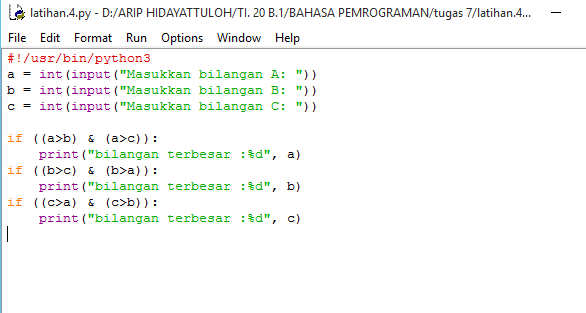 latihan.4.py - D:/ARIP HIDAYATTULOH/TI. 20 B.1/BAHASA PEMROGRAMAN/tugas 7/latihan.4...
File Edit Format Run Options Window Help
#!/usr/bin/python3
a = int(input("Masukkan bilangan A: "))
b = int(input("Masukkan bilangan B: "))
c = int(input("Masukkan bilangan C: "))
if ((a>b) & (a>c)):
    print("bilangan terbesar :%d", a)
if ((b>c) & (b>a)):
    print("bilangan terbesar :%d", b)
if ((c>a) & (c>b)):
    print("bilangan terbesar :%d", c)